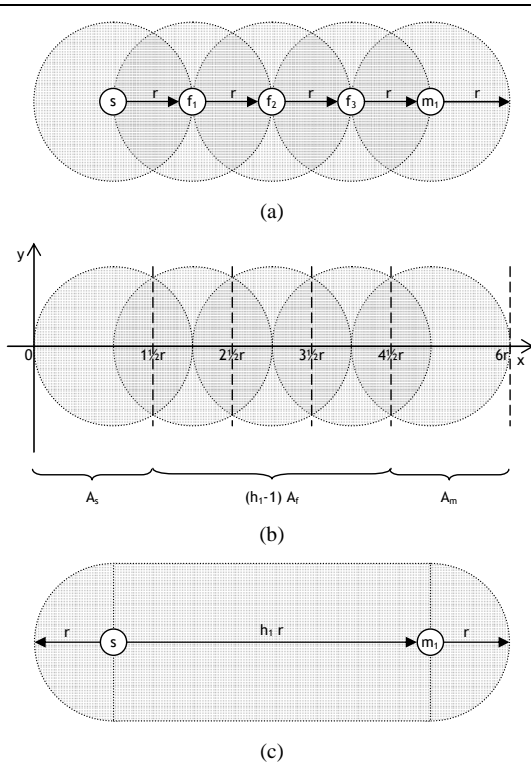 s r f₁ r f₂ r f₃ r m₁ r
(a)
y
0 1½r 2½r 3½r 4½r 6r x
Aₛ (h₁-1) A_f Aₘ
(b)
r s h₁ r m₁ r
(c)